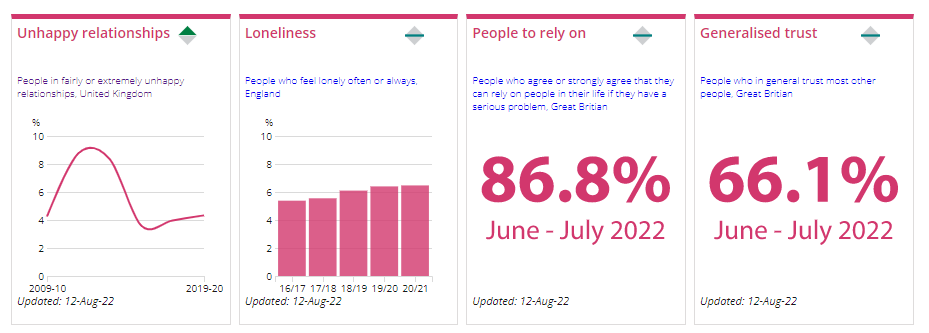 Unhappy relationships
People in fairly or extremely unhappy
relationships, United Kingdom
%
10
8
6
4
2
0
2009-10 2019-20
Updated: 12-Aug-22
Loneliness
People who feel lonely often or always,
England
%
10
8
6
4
2
0
16/17 17/18 18/19 19/20 20/21
Updated: 12-Aug-22
People to rely on
People who agree or strongly agree that they
can rely on people in their life if they have a
serious problem, Great Britian
86.8%
June - July 2022
Updated: 12-Aug-22
Generalised trust
People who in general trust most other
people, Great Britian
66.1%
June - July 2022
Updated: 12-Aug-22